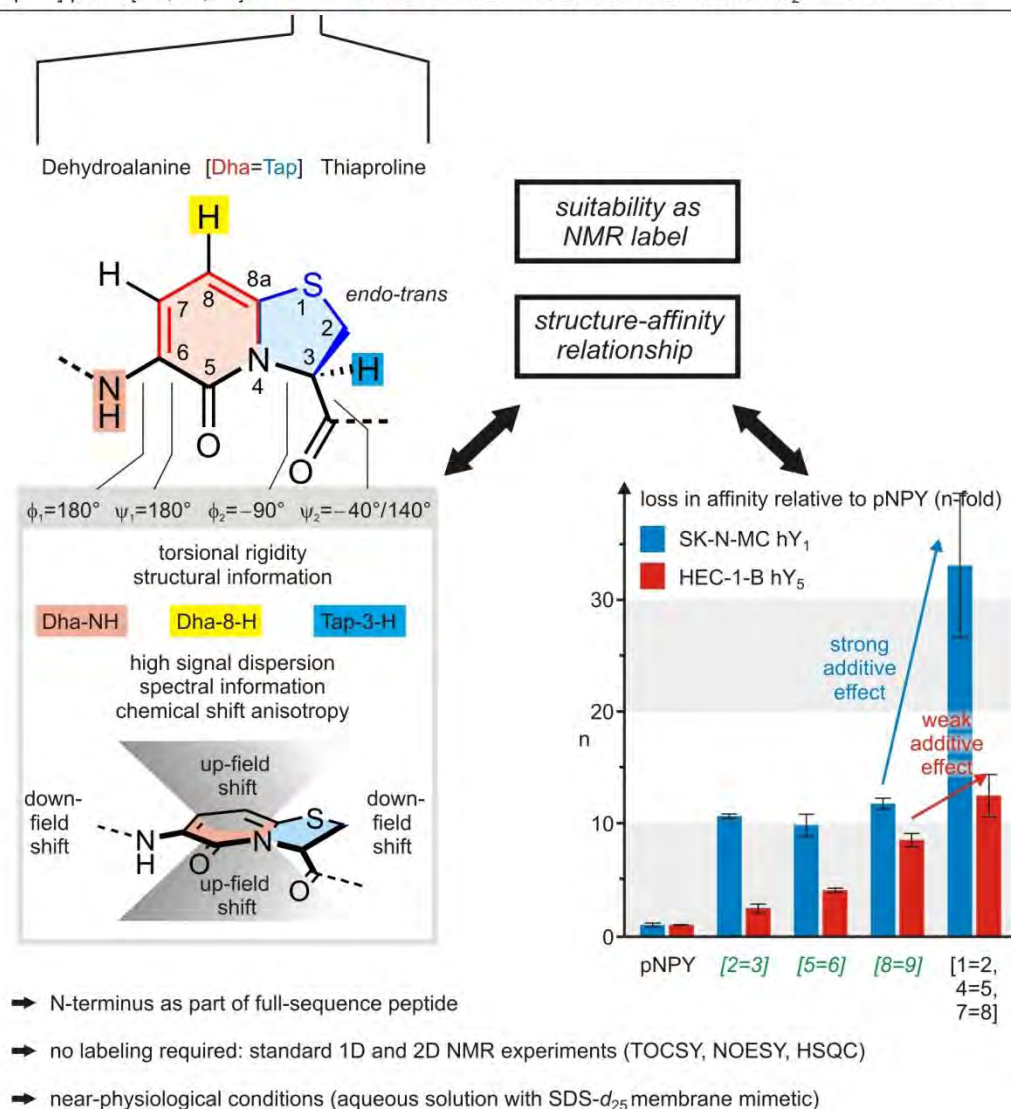 Dehydroalanine [Dha=Tap] Thiaproline
H
H
8a
S
endo-trans
7
8
1
2
6
5
N
4
3
H
N
H
O
O
suitability as
NMR label
structure-affinity
relationship
ϕ₁=180° ψ₁=180° ϕ₂=−90° ψ₂=−40°/140°
torsional rigidity
structural information
Dha-NH Dha-8-H Tap-3-H
high signal dispersion
spectral information
chemical shift anisotropy
up-field
shift
down-
field
shift
down-
field
shift
S
N
H
O
N
O
up-field
shift
loss in affinity relative to pNPY (n-fold)
SK-N-MC hY₁
HEC-1-B hY₅
30
strong
additive
effect
20
n
weak
additive
effect
10
0
pNPY [2=3] [5=6] [8=9] [1=2,
4=5,
7=8]
➡ N-terminus as part of full-sequence peptide
➡ no labeling required: standard 1D and 2D NMR experiments (TOCSY, NOESY, HSQC)
➡ near-physiological conditions (aqueous solution with SDS-d₂₅ membrane mimetic)